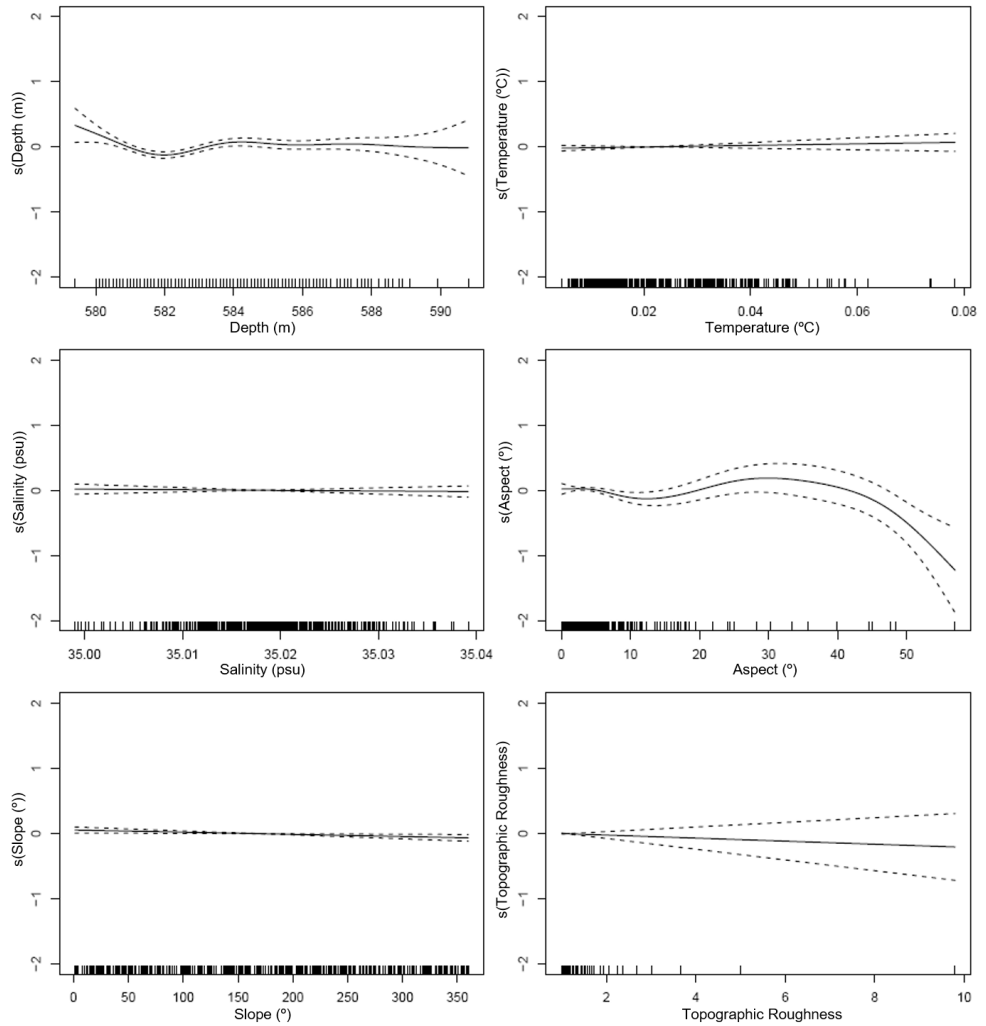 s(Depth (m))
2
1
0
−1
−2
580 582 584 586 588 590
Depth (m)
s(Temperature (ºC))
2
1
0
−1
−2
0.02 0.04 0.06 0.08
Temperature (ºC)
s(Salinity (psu))
2
1
0
−1
−2
35.00 35.01 35.02 35.03 35.04
Salinity (psu)
s(Aspect (º))
2
1
0
−1
−2
0 10 20 30 40 50
Aspect (º)
s(Slope (º))
2
1
0
−1
−2
0 50 100 150 200 250 300 350
Slope (º)
s(Topographic Roughness)
2
1
0
−1
−2
2 4 6 8 10
Topographic Roughness